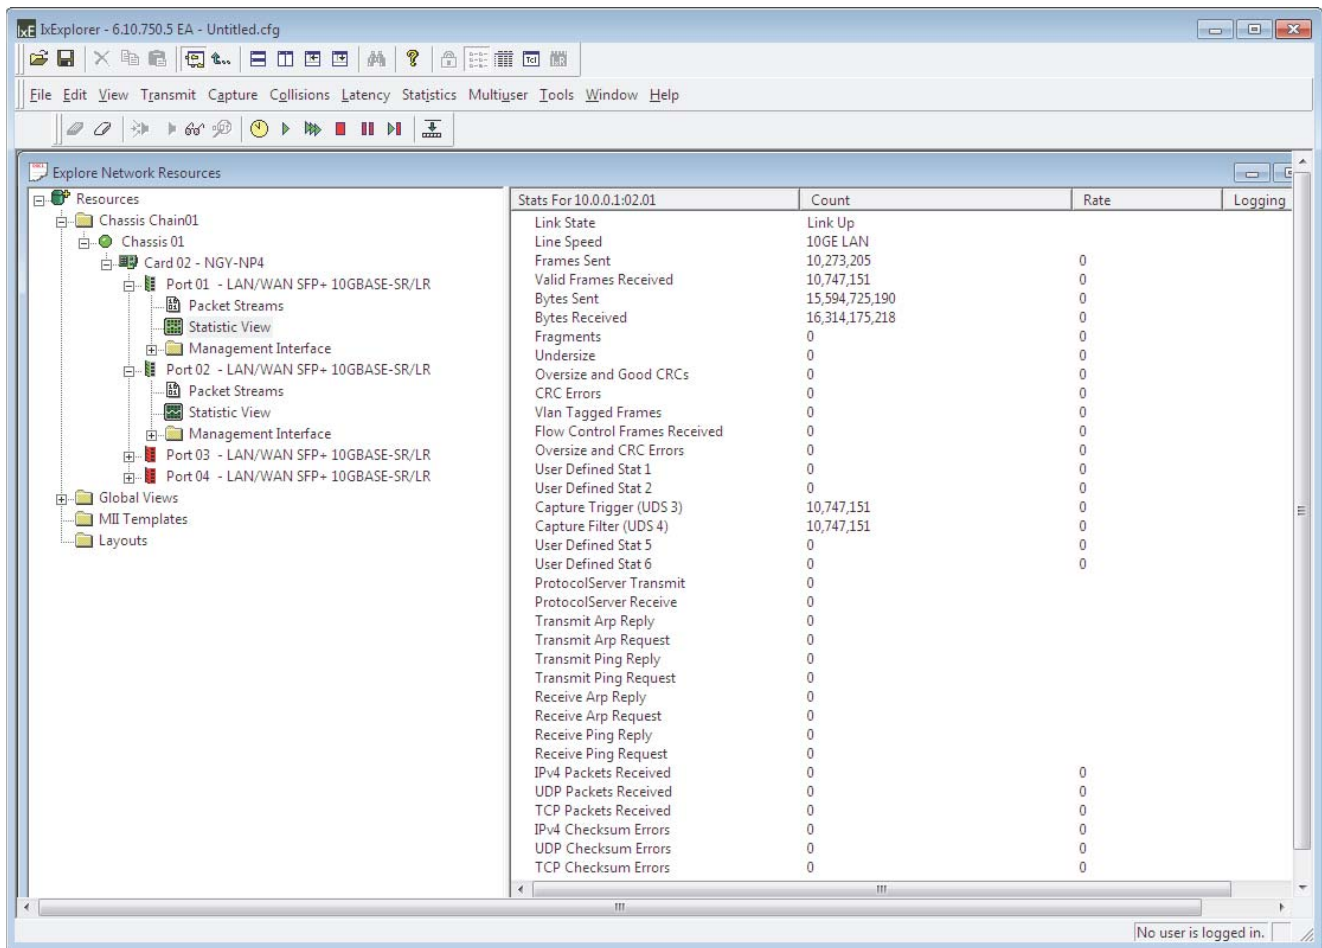 IxExplorer - 6.10.750.5 EA - Untitled.cfg
File Edit View Transmit Capture Collisions Latency Statistics Multiuser Tools Window Help
Explore Network Resources
Resources
Chassis Chain01
Chassis 01
Card 02 - NGY-NP4
Port 01 - LAN/WAN SFP+ 10GBASE-SR/LR
Packet Streams
Statistic View
Management Interface
Port 02 - LAN/WAN SFP+ 10GBASE-SR/LR
Packet Streams
Statistic View
Management Interface
Port 03 - LAN/WAN SFP+ 10GBASE-SR/LR
Port 04 - LAN/WAN SFP+ 10GBASE-SR/LR
Global Views
MII Templates
Layouts
Stats For 10.0.0.1:02.01 Count Rate Logging
Link State Link Up
Line Speed 10GE LAN
Frames Sent 10,273,205 0
Valid Frames Received 10,747,151 0
Bytes Sent 15,594,725,190 0
Bytes Received 16,314,175,218 0
Fragments 0 0
Undersize 0 0
Oversize and Good CRCs 0 0
CRC Errors 0 0
Vlan Tagged Frames 0 0
Flow Control Frames Received 0 0
Oversize and CRC Errors 0 0
User Defined Stat 1 0 0
User Defined Stat 2 0 0
Capture Trigger (UDS 3) 10,747,151 0
Capture Filter (UDS 4) 10,747,151 0
User Defined Stat 5 0 0
User Defined Stat 6 0 0
ProtocolServer Transmit 0
ProtocolServer Receive 0
Transmit Arp Reply 0
Transmit Arp Request 0
Transmit Ping Reply 0
Transmit Ping Request 0
Receive Arp Reply 0
Receive Arp Request 0
Receive Ping Reply 0
Receive Ping Request 0
IPv4 Packets Received 0 0
UDP Packets Received 0 0
TCP Packets Received 0 0
IPv4 Checksum Errors 0 0
UDP Checksum Errors 0 0
TCP Checksum Errors 0 0
No user is logged in.